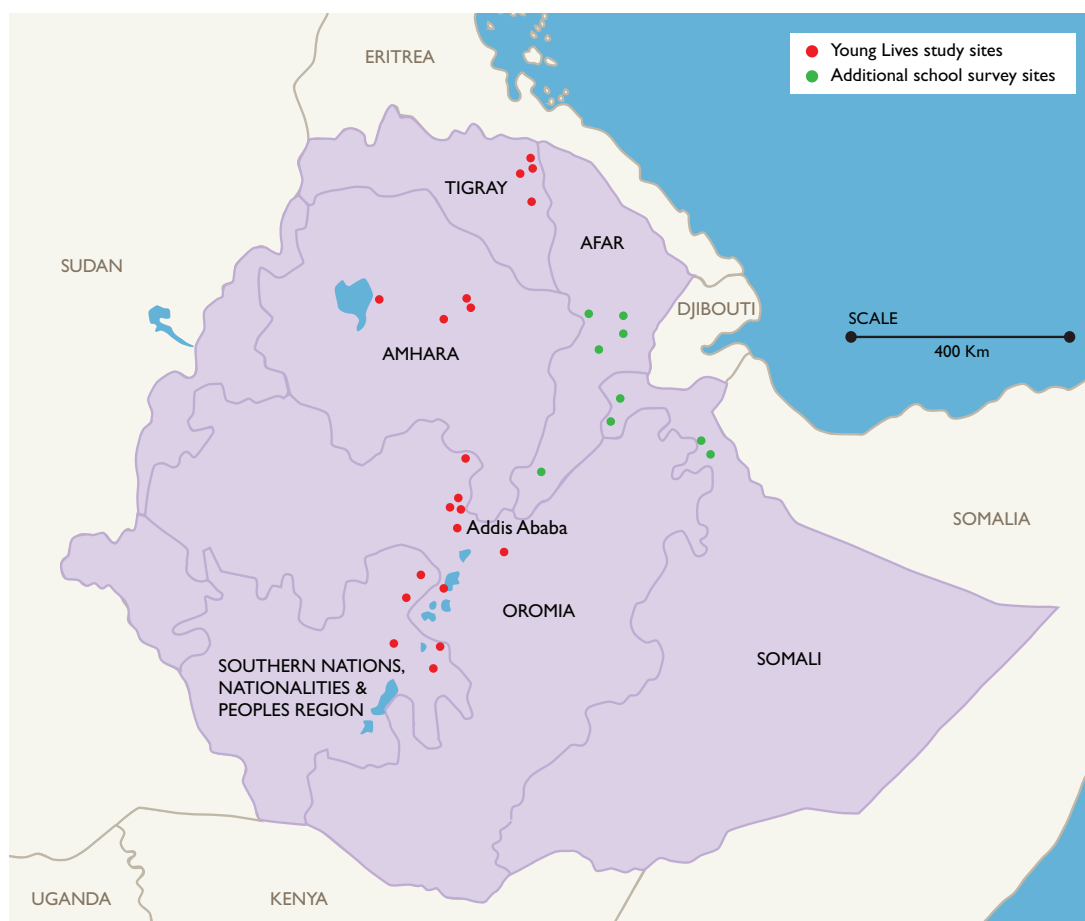 ERITREA
Young Lives study sites
Additional school survey sites
TIGRAY
AFAR
SUDAN
DJIBOUTI
SCALE
400 Km
AMHARA
SOMALIA
Addis Ababa
OROMIA
SOMALI
SOUTHERN NATIONS,
NATIONALITIES &
PEOPLES REGION
UGANDA
KENYA